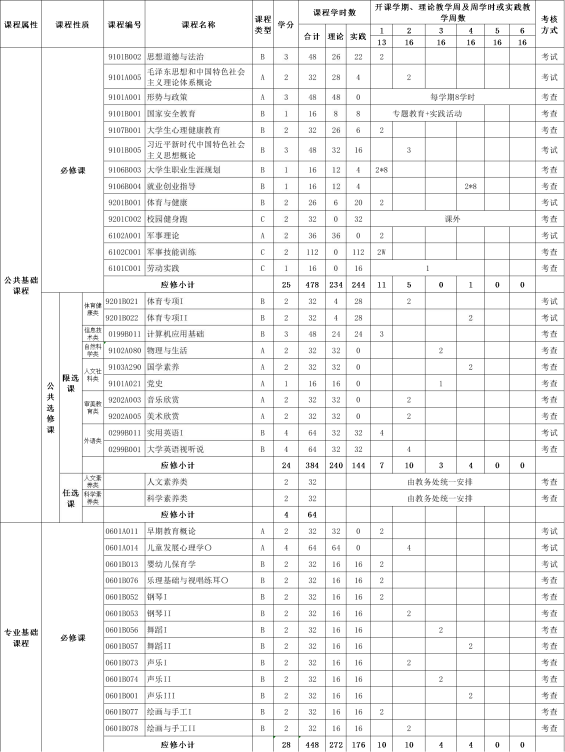 课程属性 课程性质 课程编号 课程名称 课程类型 学分 课程学时数 开课学期、理论教学周及周学时或实践教学周数 考核方式
合计 理论 实践 1 2 3 4 5 6
13 16 16 16 16 16
公共基础课程
必修课
9101B002 思想道德与法治 B 3 48 26 22 2 考试
9101A005 毛泽东思想和中国特色社会主义理论体系概论 A 2 32 28 4 2 考试
9101A001 形势与政策 A 3 48 48 0 每学期8学时 考查
9101B001 国家安全教育 B 1 16 8 8 专题教育+实践活动 考查
9107B001 大学生心理健康教育 B 2 32 26 6 2 考查
9101B005 习近平新时代中国特色社会主义思想概论 B 3 48 32 16 3 考试
9106B003 大学生职业生涯规划 B 1 16 12 4 2*8 考查
9106B004 就业创业指导 B 1 16 12 4 2*8 考查
9201B001 体育与健康 B 2 26 6 20 2 考查
9201C002 校园健身跑 C 2 32 0 32 课外 考查
6102A001 军事理论 A 2 36 36 0 2 考查
6102C001 军事技能训练 C 2 112 0 112 2W 考查
6101C001 劳动实践 C 1 16 0 16 1 考查
应修小计 25 478 234 244 11 5 0 1 0 0
公共选修课
限选课
体育健康类
9201B021 体育专项I B 2 32 4 28 2 考查
9201B022 体育专项II B 2 32 4 28 2 考查
信息技术类 0199B011 计算机应用基础 B 3 48 24 24 3 考查
自然科学类 9102A080 物理与生活 A 2 32 32 0 2 考查
人文社科类
9103A290 国学素养 A 2 32 32 0 2 考查
9101A021 党史 A 1 16 16 0 1 考查
审美教育类
9202A003 音乐欣赏 A 2 32 32 0 2 考查
9202A005 美术欣赏 A 2 32 32 0 2 考查
外语类
0299B011 实用英语I B 4 64 32 32 4 考试
0299B001 大学英语视听说 B 4 64 32 32 4 考查
应修小计 24 384 240 144 7 10 3 4 0 0
任选课
人文素养类 人文素养类 2 32 由教务处统一安排 考查
科学素养类 科学素养类 2 32 由教务处统一安排 考查
应修小计 4 64
专业基础课程
必修课
0601A011 早期教育概论 A 2 32 32 0 2 考试
0601A014 儿童发展心理学〇 A 4 64 64 0 4 考试
0601B013 婴幼儿保育学 B 2 32 16 16 2 考试
0601B076 乐理基础与视唱练耳〇 B 2 32 16 16 2 考查
0601B052 钢琴I B 2 32 16 16 2 考查
0601B053 钢琴II B 2 32 16 16 2 考查
0601B056 舞蹈I B 2 32 16 16 2 考查
0601B057 舞蹈II B 2 32 16 16 2 考查
0601B073 声乐I B 2 32 16 16 2 考查
0601B074 声乐II B 2 32 16 16 2 考查
0601B001 声乐III B 2 32 16 16 2 考查
0601B077 绘画与手工I B 2 32 16 16 2 考查
0601B078 绘画与手工II B 2 32 16 16 2 考查
应修小计 28 448 272 176 10 10 4 4 0 0